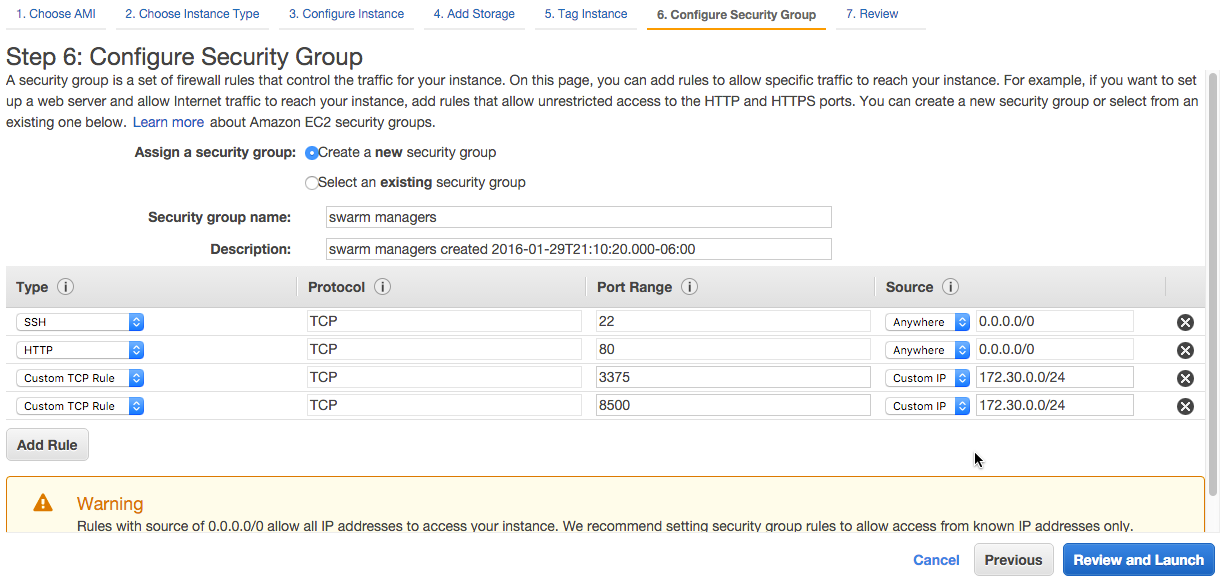 1. Choose AMI 2. Choose Instance Type 3. Configure Instance 4. Add Storage 5. Tag Instance 6. Configure Security Group 7. Review
Step 6: Configure Security Group
A security group is a set of firewall rules that control the traffic for your instance. On this page, you can add rules to allow specific traffic to reach your instance. For example, if you want to set
up a web server and allow Internet traffic to reach your instance, add rules that allow unrestricted access to the HTTP and HTTPS ports. You can create a new security group or select from an
existing one below. Learn more about Amazon EC2 security groups.
Assign a security group: Create a new security group
Select an existing security group
Security group name: swarm managers
Description: swarm managers created 2016-01-29T21:10:20.000-06:00
Type i Protocol i Port Range i Source i
SSH TCP 22 Anywhere 0.0.0.0/0
HTTP TCP 80 Anywhere 0.0.0.0/0
Custom TCP Rule TCP 3375 Custom IP 172.30.0.0/24
Custom TCP Rule TCP 8500 Custom IP 172.30.0.0/24
Add Rule
Warning
Rules with source of 0.0.0.0/0 allow all IP addresses to access your instance. We recommend setting security group rules to allow access from known IP addresses only.
Cancel Previous Review and Launch